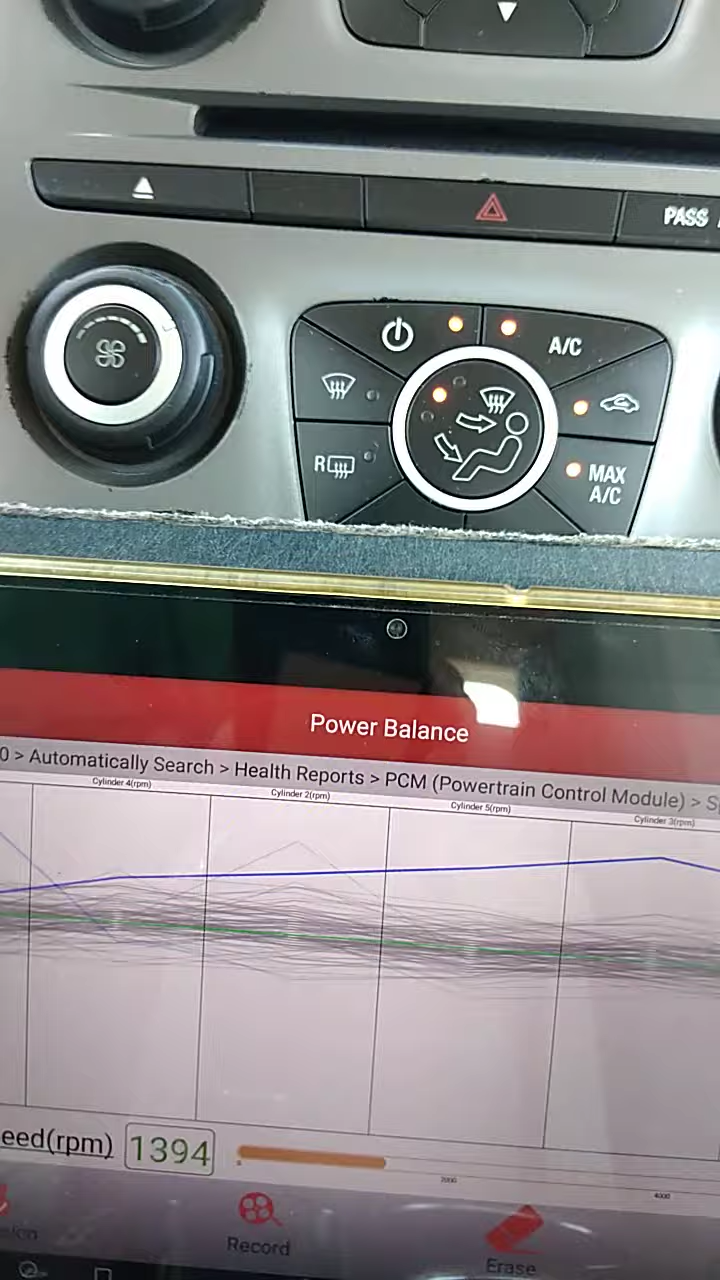 PASS
A/C
R
MAX
A/C
Power Balance
0 > Automatically Search > Health Reports > PCM (Powertrain Control Module) > S
Cylinder 4(rpm)
Cylinder 2(rpm)
Cylinder 5(rpm)
Cylinder 3(rpm)
eed(rpm)
1394
0
2000
4000
Record
Erase